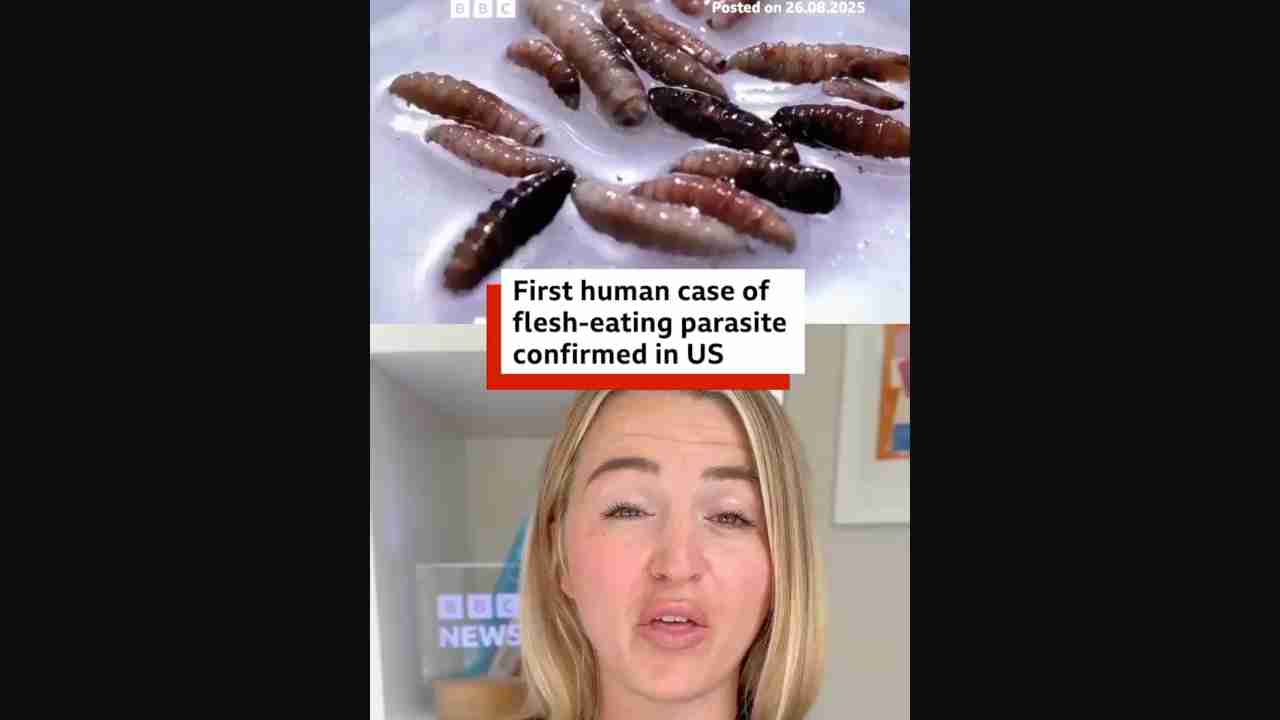 BBC
Posted on 26.08.2025
First human case of
flesh-eating parasite
confirmed in US
BBC
NEWS